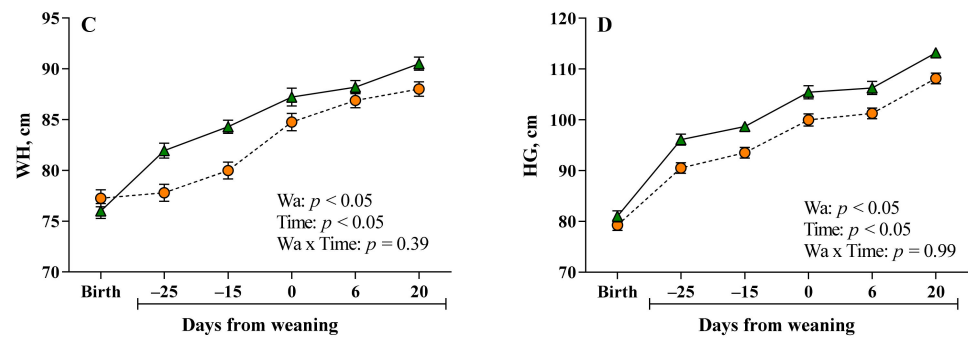 C
95
90
85
80
75
70
WH, cm
Wa: p < 0.05
Time: p < 0.05
Wa x Time: p = 0.39
Birth –25 –15 0 6 20
Days from weaning
D
120
110
100
90
80
70
HG, cm
Wa: p < 0.05
Time: p < 0.05
Wa x Time: p = 0.99
Birth –25 –15 0 6 20
Days from weaning